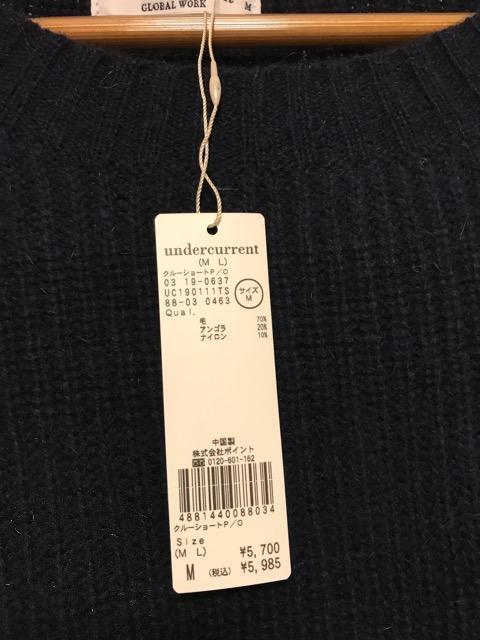 GLOBAL WORK
M
undercurrent
(M L)
クルーショートP/O
03 19-0637
UC190111TS
88-03 0463
サイズ
M
Qual.
毛 70%
アンゴラ 20%
ナイロン 10%
中国製
株式会社ポイント
0120-601-162
4881440088034
クルーショートP/O
Size
(M L) ¥5,700
M (税込) ¥5,985